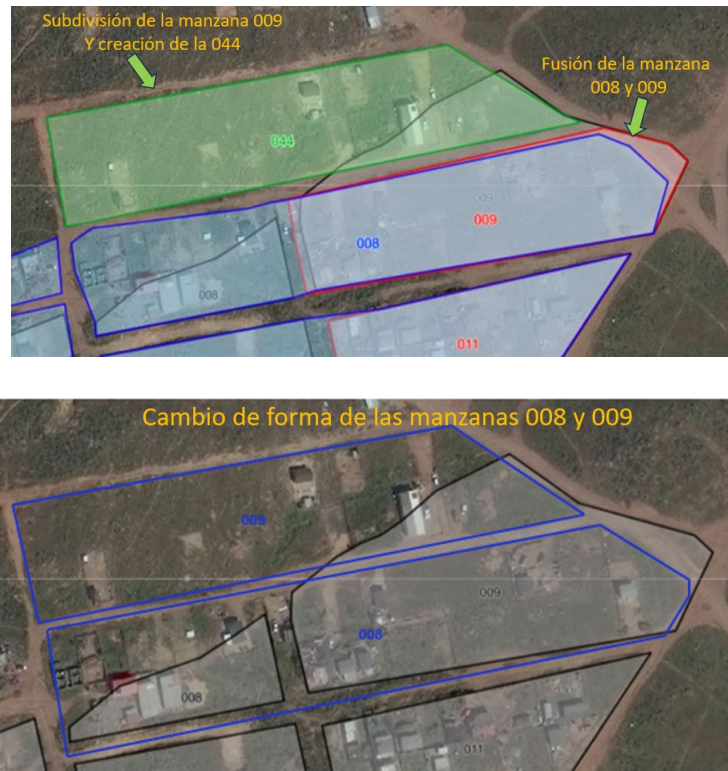 Subdivisión de la manzana 009
Y creación de la 044
Fusión de la manzana
008 y 009
044
009
009
008
008
011
Cambio de forma de las manzanas 008 y 009
009
009
008
008
011